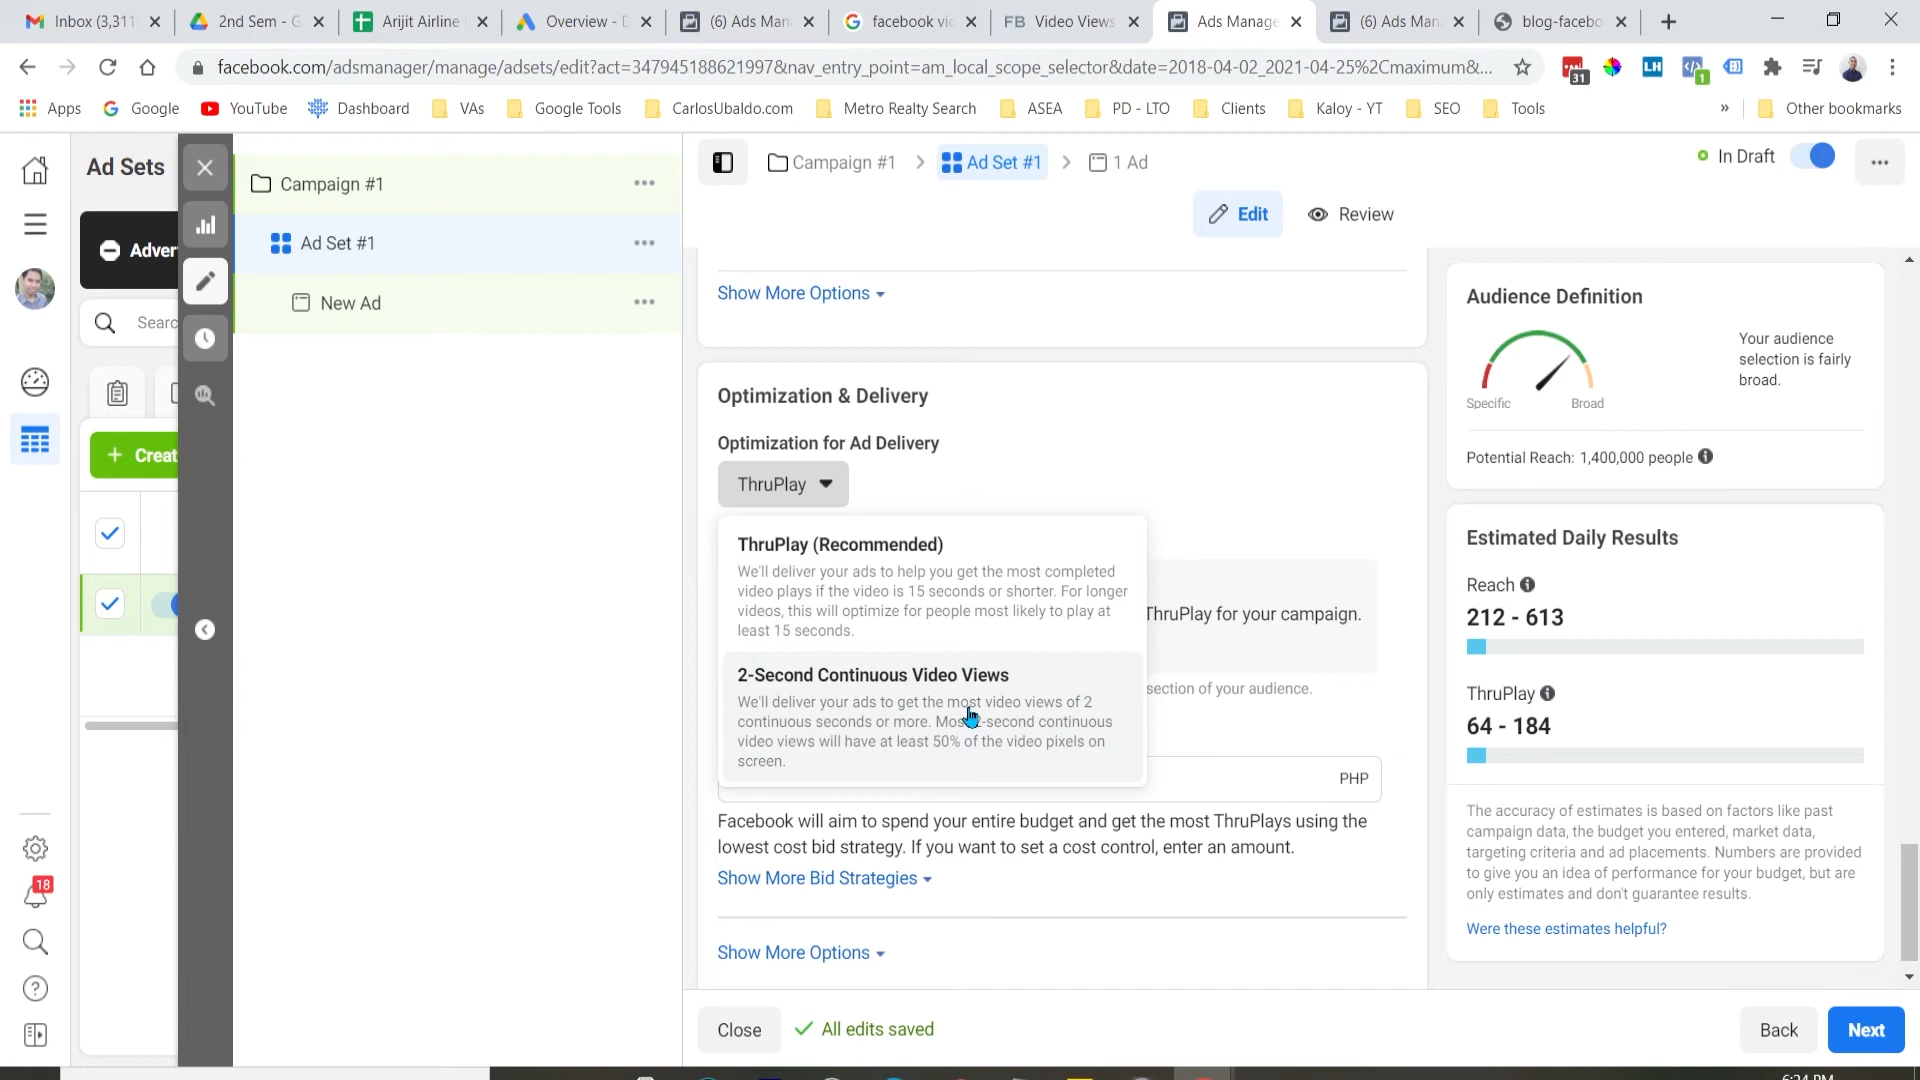 Inbox (3,311
2nd Sem - G
Arijit Airline
Overview - D
(6) Ads Man
facebook vid
FB Video Views
Ads Manage
(6) Ads Man
blog-facebo
facebook.com/adsmanager/manage/adsets/edit?act=347945188621997&nav_entry_point=am_local_scope_selector&date=2018-04-02_2021-04-25%2Cmaximum&...
31
LH
1
Apps
Google
YouTube
Dashboard
VAs
Google Tools
CarlosUbaldo.com
Metro Realty Search
ASEA
PD - LTO
Clients
Kaloy - YT
SEO
Tools
»
Other bookmarks
Ad Sets
Campaign #1
Ad Set #1
New Ad
Adver
Searc
+ Creat
18
Campaign #1
Ad Set #1
1 Ad
In Draft
Edit
Review
Show More Options
Optimization & Delivery
Optimization for Ad Delivery
ThruPlay
ThruPlay (Recommended)
We'll deliver your ads to help you get the most completed
video plays if the video is 15 seconds or shorter. For longer
videos, this will optimize for people most likely to play at
least 15 seconds.
2-Second Continuous Video Views
We'll deliver your ads to get the most video views of 2
continuous seconds or more. Most 2-second continuous
video views will have at least 50% of the video pixels on
screen.
ThruPlay for your campaign.
section of your audience.
PHP
Facebook will aim to spend your entire budget and get the most ThruPlays using the
lowest cost bid strategy. If you want to set a cost control, enter an amount.
Show More Bid Strategies
Show More Options
Close
All edits saved
Back
Next
Audience Definition
Specific
Broad
Your audience
selection is fairly
broad.
Potential Reach: 1,400,000 people
Estimated Daily Results
Reach
212 - 613
ThruPlay
64 - 184
The accuracy of estimates is based on factors like past
campaign data, the budget you entered, market data,
targeting criteria and ad placements. Numbers are provided
to give you an idea of performance for your budget, but are
only estimates and don't guarantee results.
Were these estimates helpful?
6:24 PM